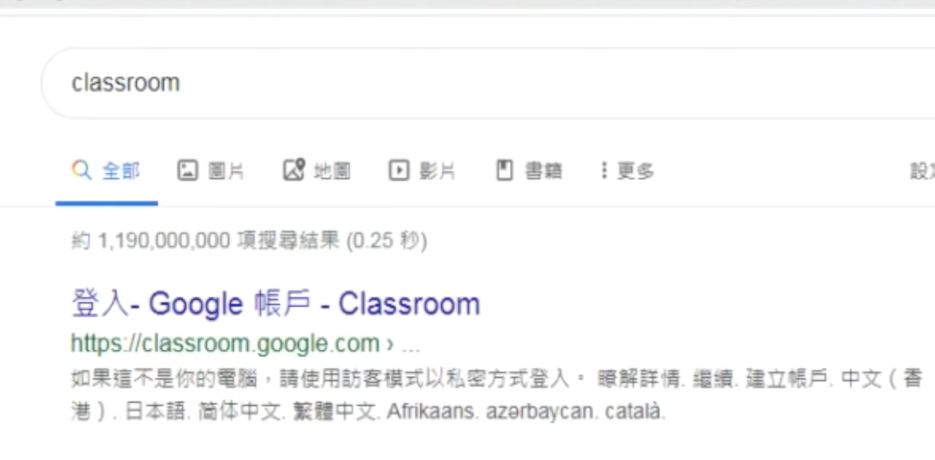 classroom
全部 圖片 地圖 影片 書籍 更多
約 1,190,000,000 項搜尋結果 (0.25 秒)
登入- Google 帳戶 - Classroom
https://classroom.google.com › ...
如果這不是你的電腦，請使用訪客模式以私密方式登入。 瞭解詳情. 繼續. 建立帳戶. 中文 ( 香
港 ) . 日本語. 简体中文. 繁體中文. Afrikaans. azərbaycan. català.